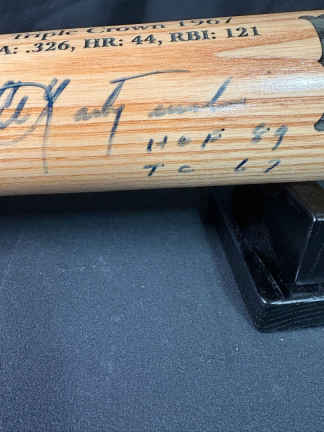 Triple Crown 1967
A: .326, HR: 44, RBI: 121
HOF 89
TC 67